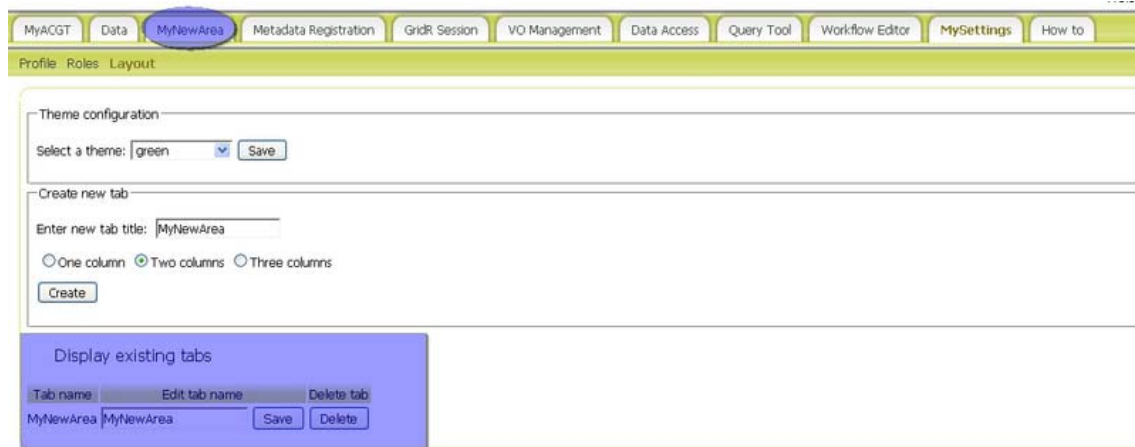 MyACGT Data MyNewArea Metadata Registration GridR Session VO Management Data Access Query Tool Workflow Editor MySettings How to
Profile Roles Layout
Theme configuration
Select a theme: green Save
Create new tab
Enter new tab title: MyNewArea
One column Two columns Three columns
Create
Display existing tabs
Tab name Edit tab name Delete tab
MyNewArea MyNewArea Save Delete